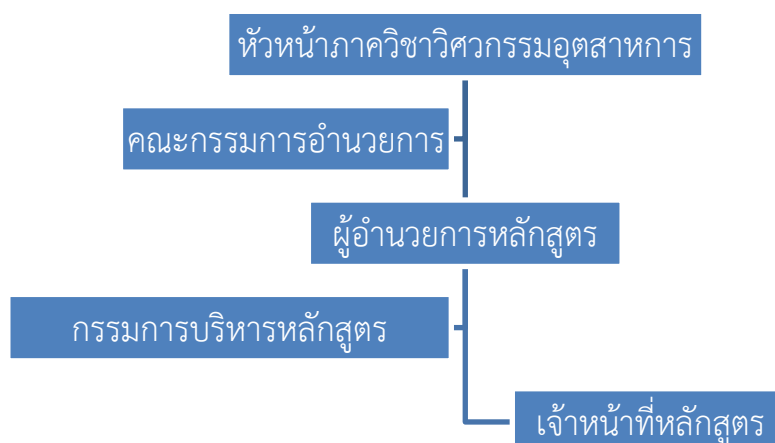 หัวหน้าภาควิชาวิศวกรรมอุตสาหการ
คณะกรรมการอำนวยการ
ผู้อำนวยการหลักสูตร
กรรมการบริหารหลักสูตร
เจ้าหน้าที่หลักสูตร